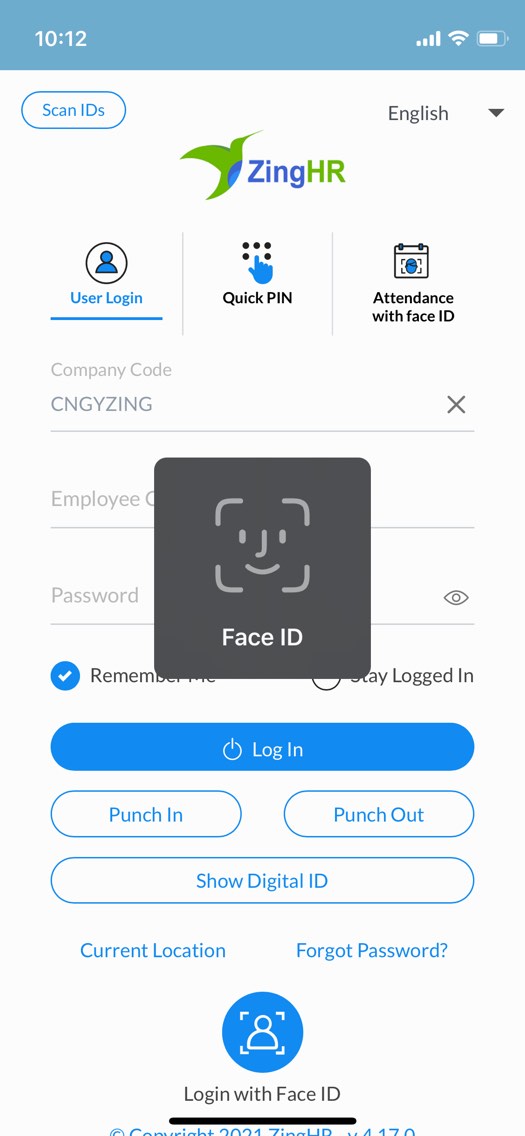 10:12
Scan IDs
English
ZingHR
User Login
Quick PIN
Attendance
with face ID
Company Code
CNGYZING
Employee C
Password
Face ID
Remember Me
Stay Logged In
Log In
Punch In
Punch Out
Show Digital ID
Current Location
Forgot Password?
Login with Face ID
© Copyright 2021 ZingHR v 4.17.0